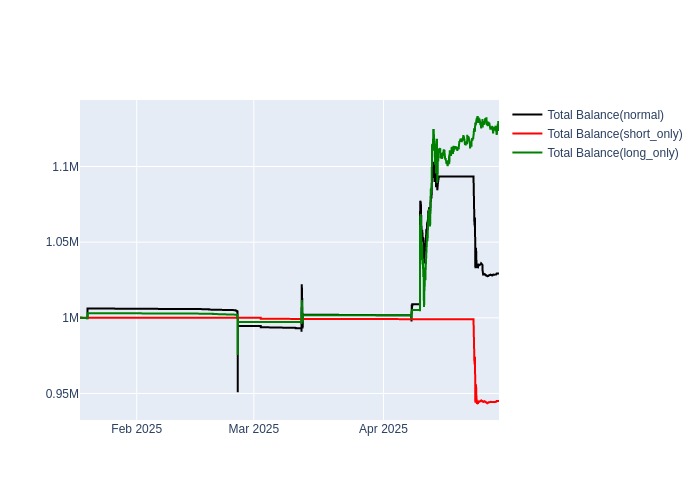 Total Balance(normal)
Total Balance(short_only)
Total Balance(long_only)
1.1M
1.05M
1M
0.95M
Feb 2025
Mar 2025
Apr 2025